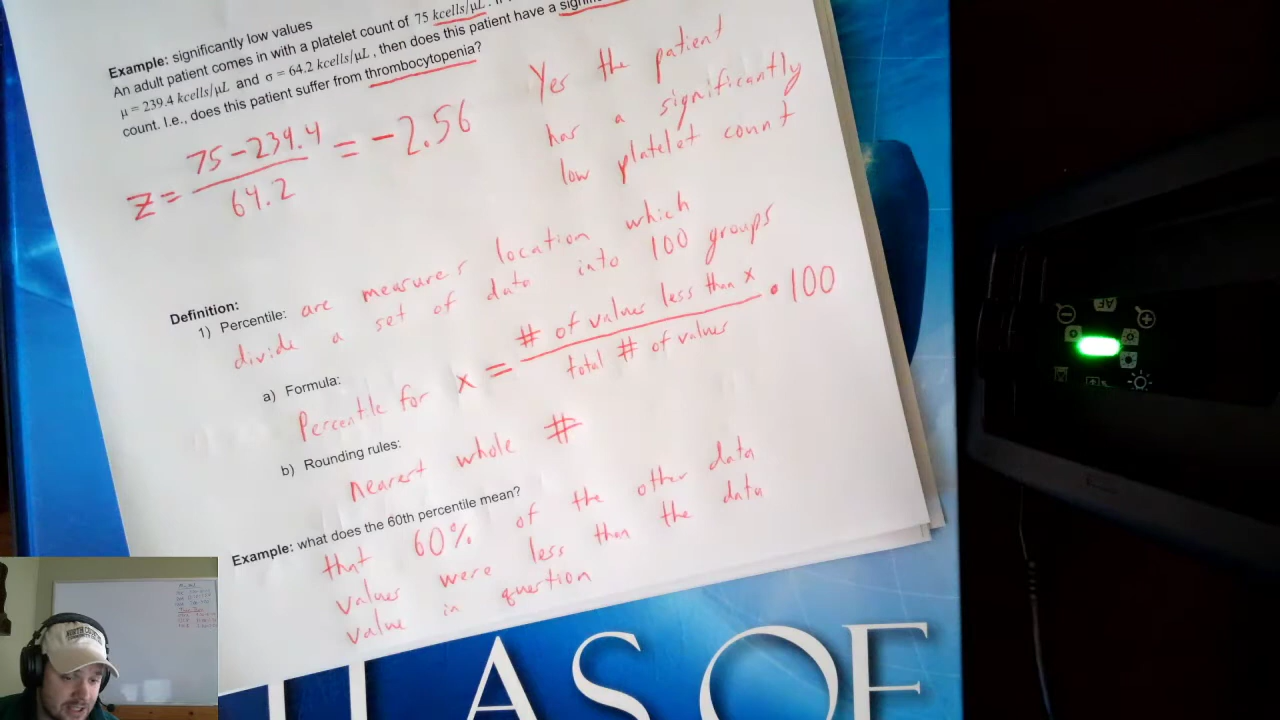 Example: significantly low values
An adult patient comes in with a platelet count of 75 kcells/μL.
μ = 239.4 kcells/μL and σ = 64.2 kcells/μL, then does this patient have a
count. I.e., does this patient suffer from thrombocytopenia?
z = 75-239.4 / 64.2 = -2.56
Yes the patient
has a significantly
low platelet count
Definition:
1) Percentile: are measures location which
divide a set of data into 100 groups
a) Formula:
Percentile for x = # of values less than x / total # of values • 100
b) Rounding rules:
nearest whole #
Example: what does the 60th percentile mean?
that 60% of the other data
values were less than the data
value in question
AF
LAS OF